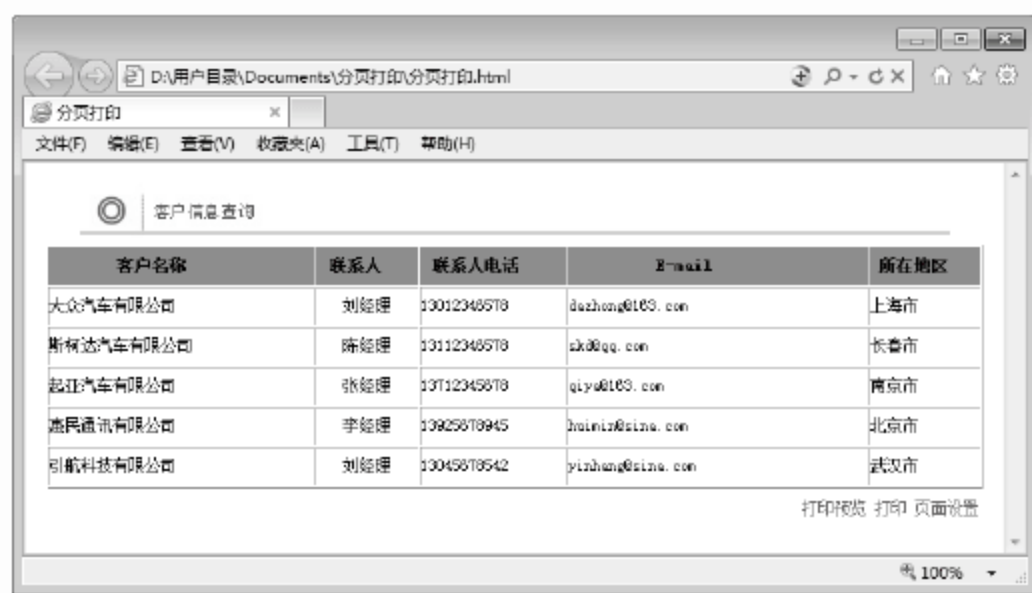 D:\用户目录\Documents\分页打印\分页打印.html
分页打印
文件(F) 编辑(E) 查看(V) 收藏夹(A) 工具(T) 帮助(H)
客户信息查询
客户名称 联系人 联系人电话 E-mail 所在地区
大众汽车有限公司 刘经理 13012345678 dazhong@163.com 上海市
斯柯达汽车有限公司 陈经理 13112345678 skd@qq.com 长春市
起亚汽车有限公司 张经理 13712345678 qiya@163.com 南京市
惠民通讯有限公司 李经理 13925678945 huimin@sina.com 北京市
引航科技有限公司 刘经理 13045678542 yinhang@sina.com 武汉市
打印预览 打印 页面设置
100%